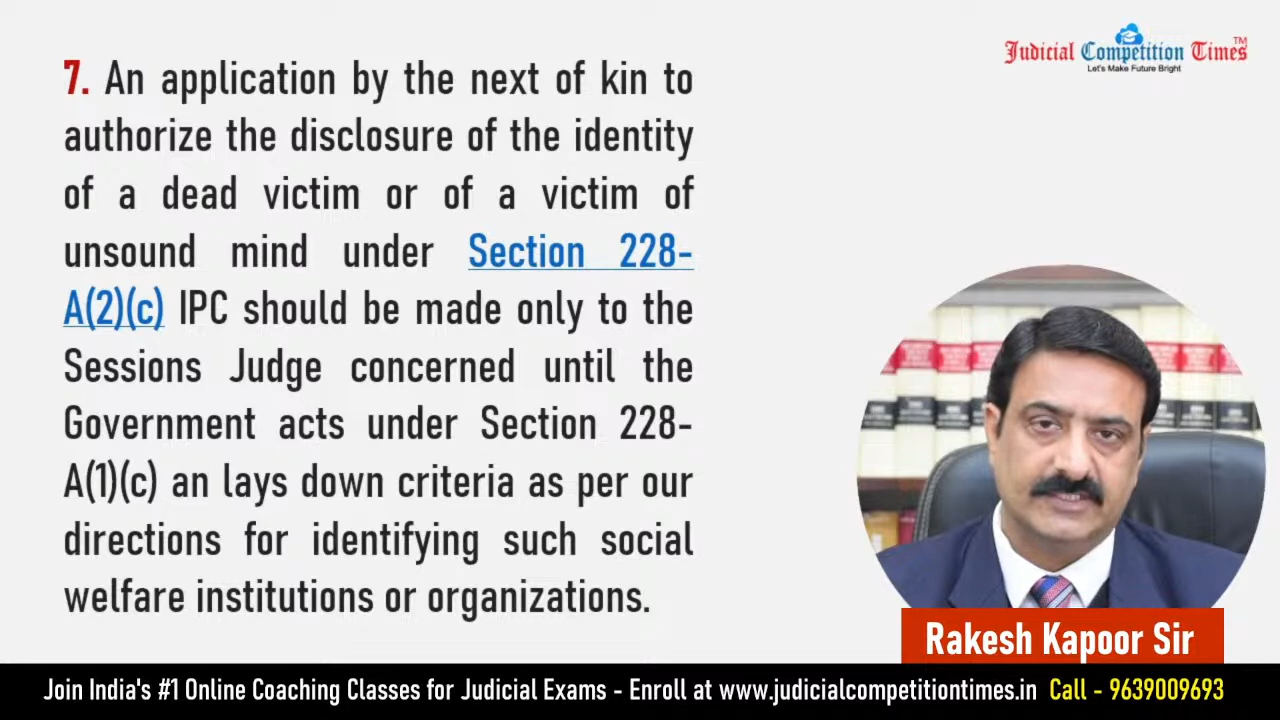 Judicial Competition Times™
Let's Make Future Bright
7. An application by the next of kin to
authorize the disclosure of the identity
of a dead victim or of a victim of
unsound mind under Section 228-
A(2)(c) IPC should be made only to the
Sessions Judge concerned until the
Government acts under Section 228-
A(1)(c) an lays down criteria as per our
directions for identifying such social
welfare institutions or organizations.
Rakesh Kapoor Sir
Join India's #1 Online Coaching Classes for Judicial Exams - Enroll at www.judicialcompetitiontimes.in Call - 9639009693